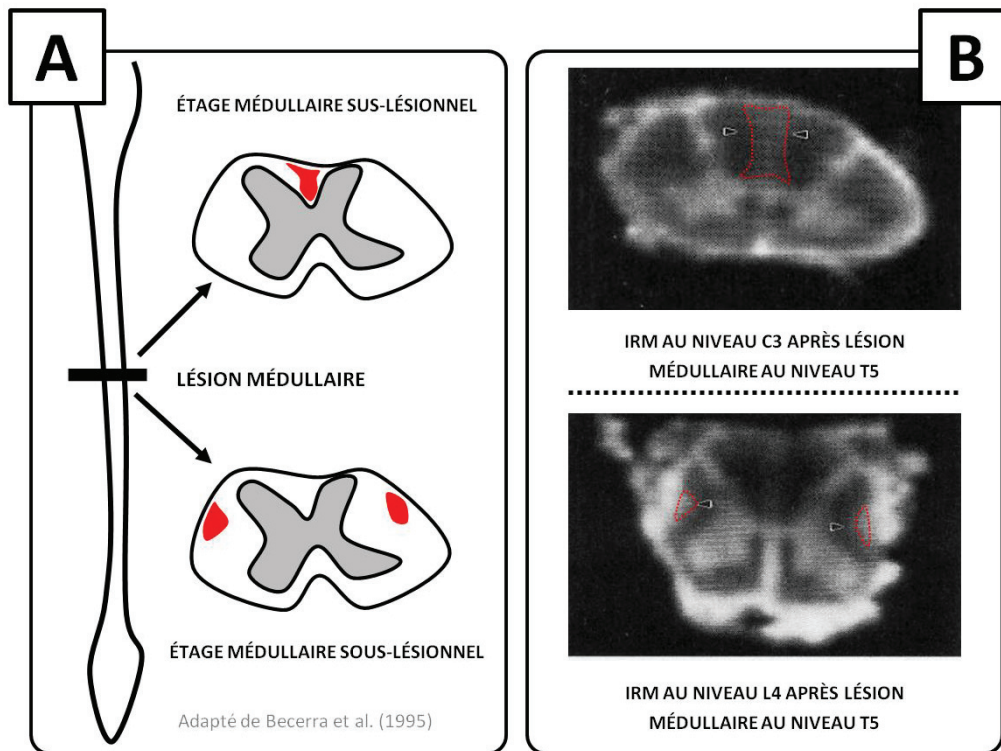 A
ÉTAGE MÉDULLAIRE SUS-LÉSIONNEL
LÉSION MÉDULLAIRE
ÉTAGE MÉDULLAIRE SOUS-LÉSIONNEL
Adapté de Becerra et al. (1995)
B
IRM AU NIVEAU C3 APRÈS LÉSION
MÉDULLAIRE AU NIVEAU T5
IRM AU NIVEAU L4 APRÈS LÉSION
MÉDULLAIRE AU NIVEAU T5